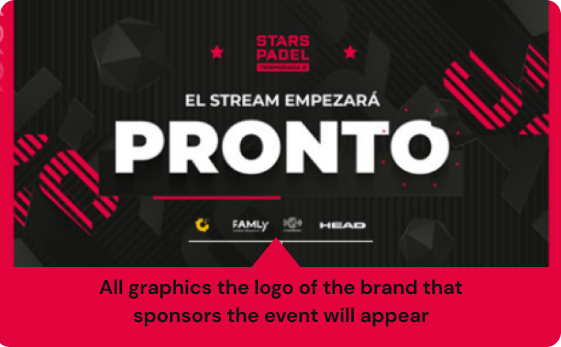 STARS
PADEL
EL STREAM EMPEZARÁ
PRONTO
FAMLY HEAD
All graphics the logo of the brand that
sponsors the event will appear